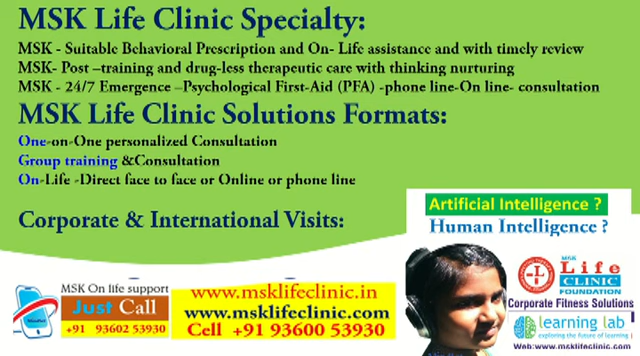 MSK Life Clinic Specialty:
MSK - Suitable Behavioral Prescription and On- Life assistance and with timely review
MSK- Post –training and drug-less therapeutic care with thinking nurturing
MSK - 24/7 Emergence –Psychological First-Aid (PFA) -phone line-On line- consultation
MSK Life Clinic Solutions Formats:
One-on-One personalized Consultation
Group training &Consultation
On-Life -Direct face to face or Online or phone line
Corporate & International Visits:
Artificial Intelligence ?
Human Intelligence ?
MSK
Life
CLINIC
FOUNDATION
Corporate Fitness Solutions
learning lab
exploring the future of learning
Web:www.msklifeclinic.com
MSK On life support
Just Call
+91 93602 53930
www.msklifeclinic.in
www.msklifeclinic.com
Cell +91 93600 53930